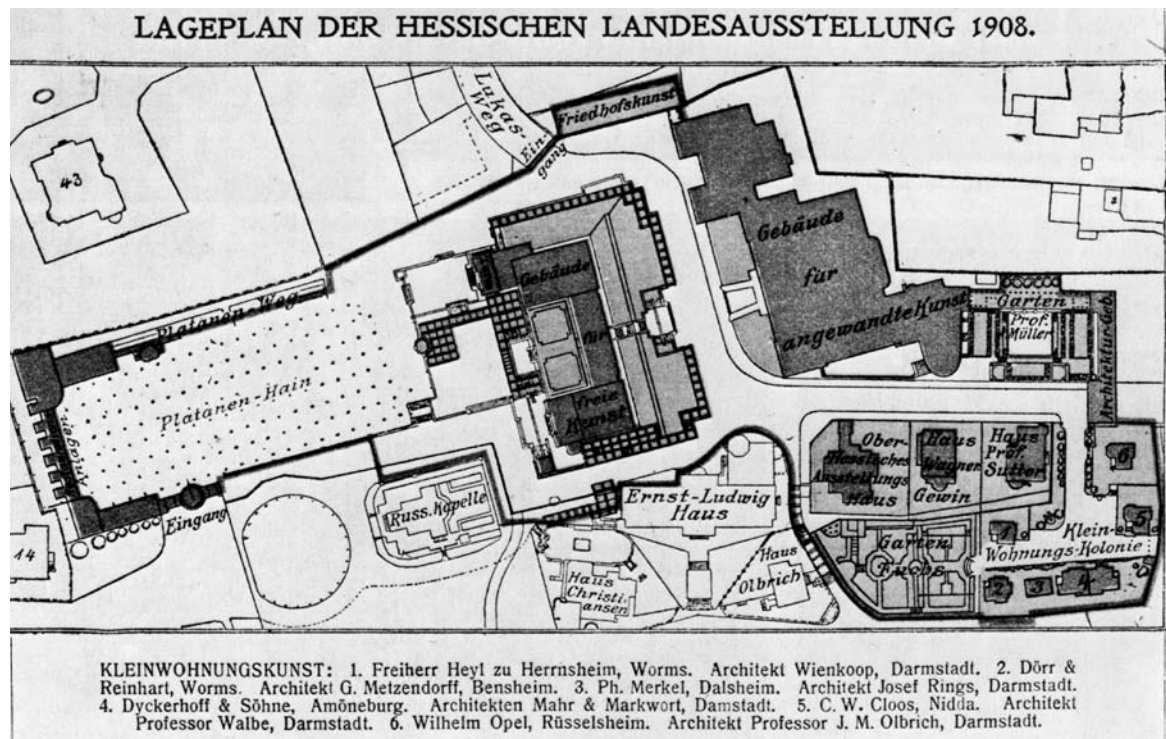 LAGEPLAN DER HESSISCHEN LANDESAUSSTELLUNG 1908.
Lukas-
Weg
Friedhofskunst
Ein-
gang
43
Gebäude
für
angewandte Kunst
Gebäude
für
freie
Kunst
Platanen-Weg
Platanen-Hain
Garten
Prof.
Müller
Architektur-Geb.
Anlagen
Eingang
14
Russ. Kapelle
Ernst-Ludwig
Haus
Haus
Christi-
ansen
Haus
Olbrich
Ober-
Hessisches
Ausstellungs
Haus
Haus
Wagner
Gewin
Haus
Prof.
Sutter
Garten
Fuchs
6
5
Klein-
Wohnungs-Kolonie
1
2
3
4
KLEINWOHNUNGSKUNST: 1. Freiherr Heyl zu Herrnsheim, Worms. Architekt Wienkoop, Darmstadt. 2. Dörr &
Reinhart, Worms. Architekt G. Metzendorff, Bensheim. 3. Ph. Merkel, Dalsheim. Architekt Josef Rings, Darmstadt.
4. Dyckerhoff & Söhne, Amöneburg. Architekten Mahr & Markwort, Damstadt. 5. C. W. Cloos, Nidda. Architekt
Professor Walbe, Darmstadt. 6. Wilhelm Opel, Rüsselsheim. Architekt Professor J. M. Olbrich, Darmstadt.